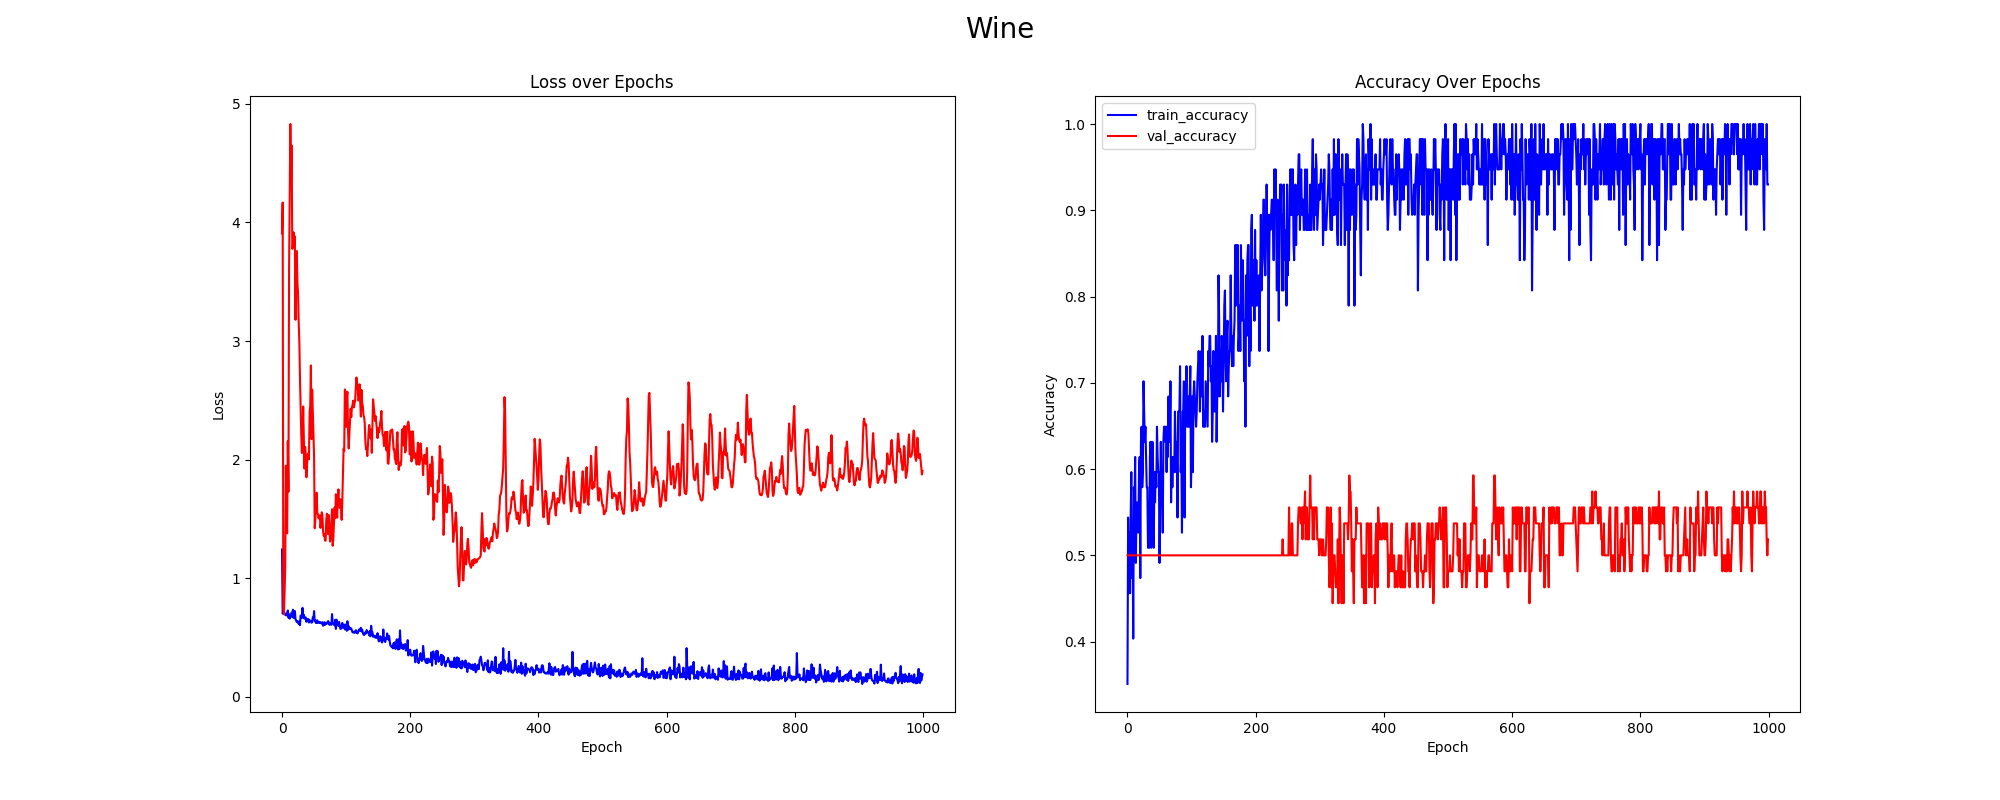 Wine
Loss over Epochs
5
4
3
2
1
0
Loss
0 200 400 600 800 1000
Epoch
Accuracy Over Epochs
train_accuracy
val_accuracy
1.0
0.9
0.8
0.7
0.6
0.5
0.4
Accuracy
0 200 400 600 800 1000
Epoch